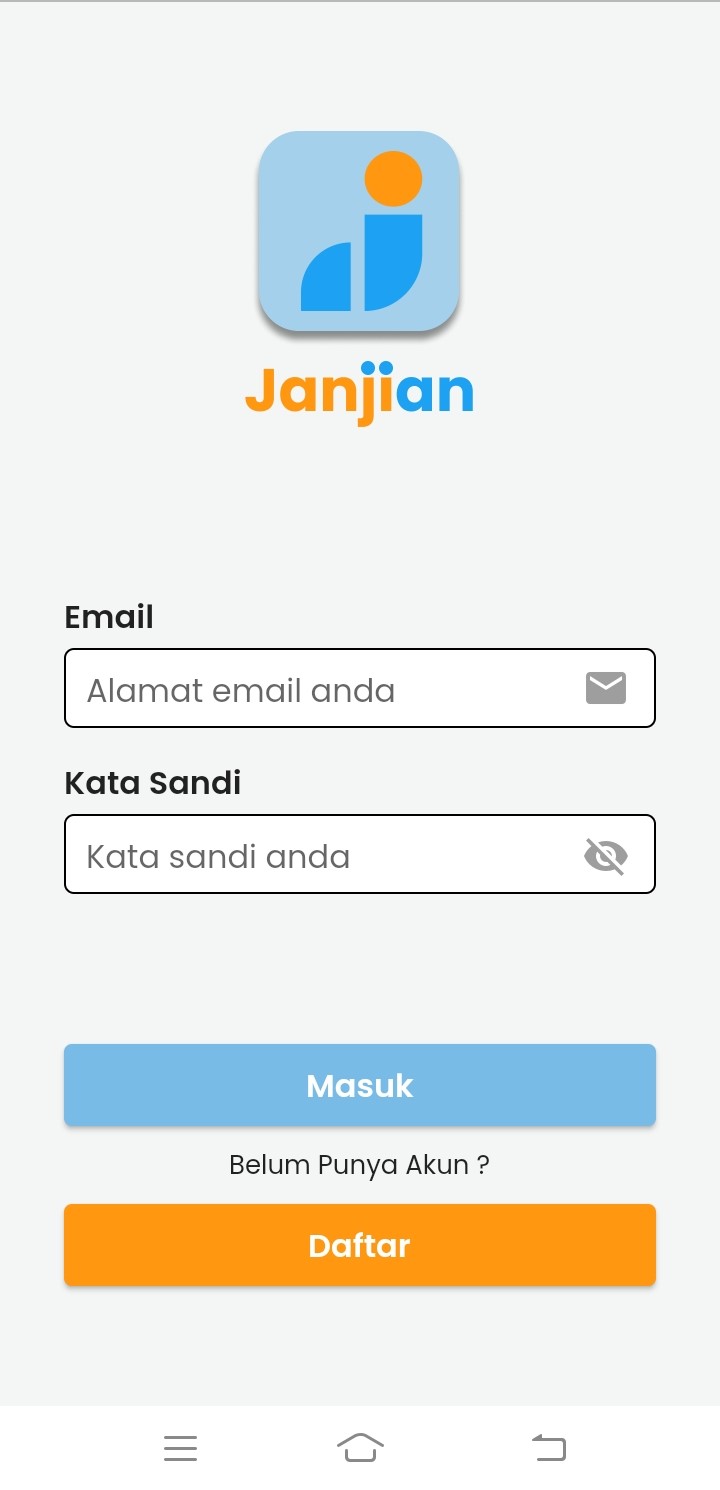 Janjian
Email
Alamat email anda
Kata Sandi
Kata sandi anda
Masuk
Belum Punya Akun ?
Daftar